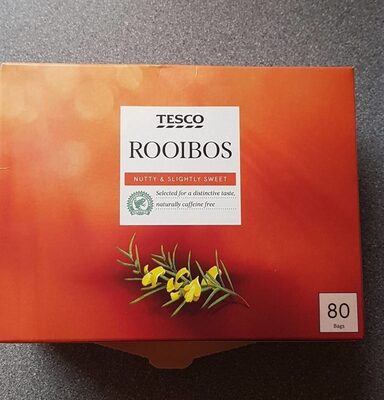 TESCO
ROOIBOS
NUTTY & SLIGHTLY SWEET
Selected for a distinctive taste,
naturally caffeine free
80
Bags